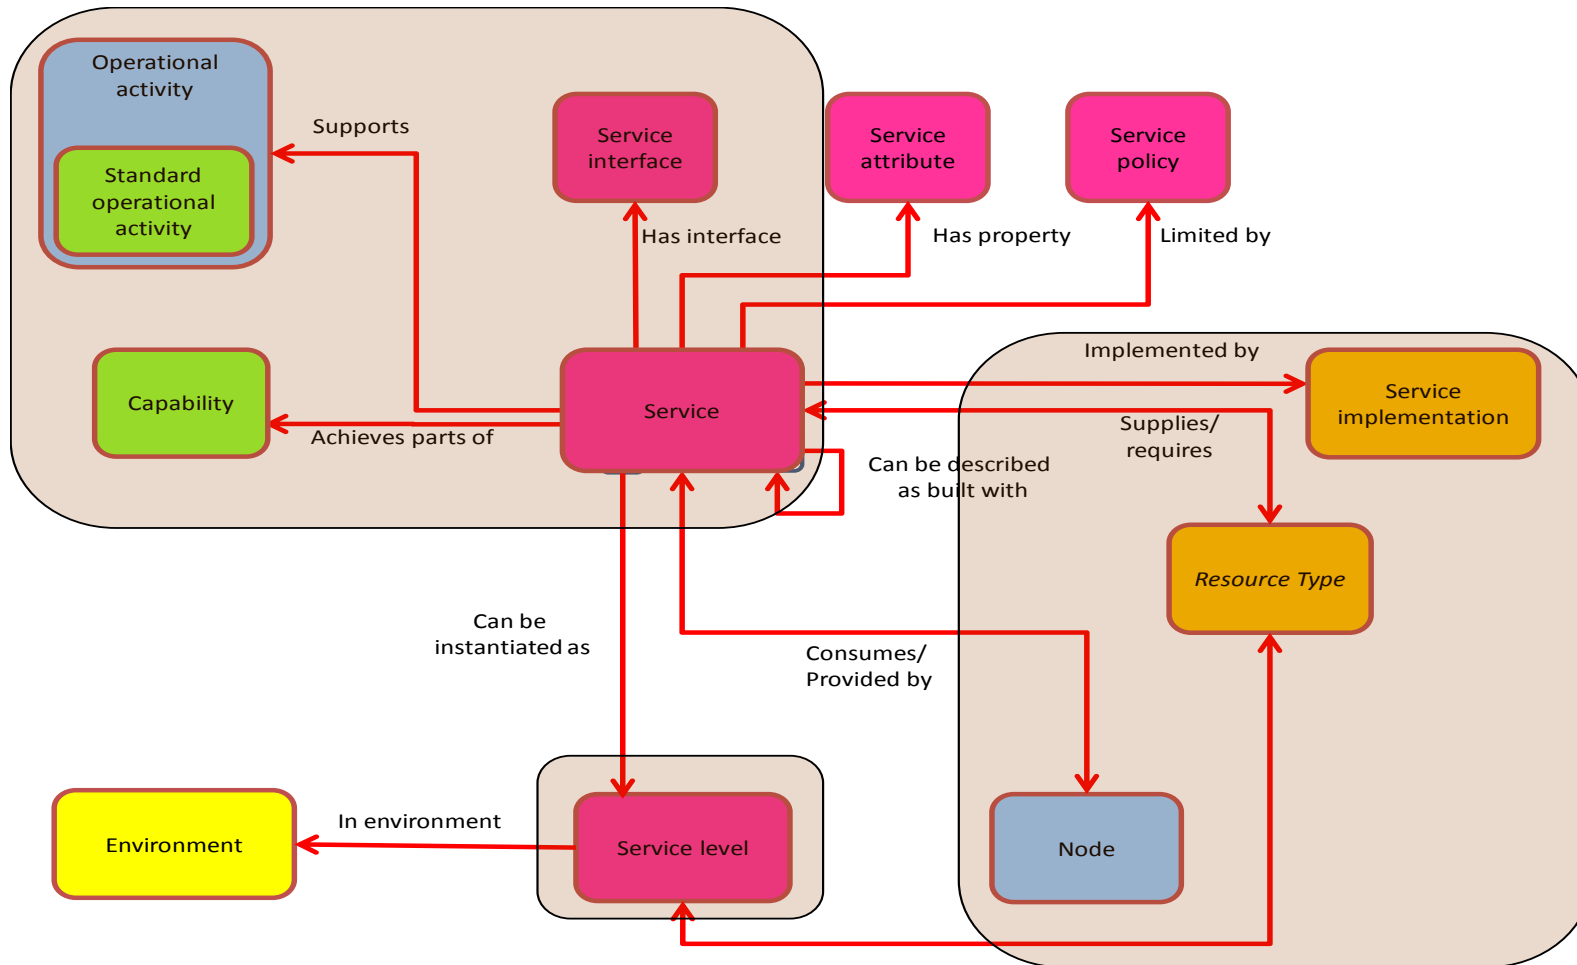 Operational
activity
Supports
Standard
operational
activity
Service
interface
Service
attribute
Service
policy
Has interface
Has property
Limited by
Capability
Achieves parts of
Service
Implemented by
Service
implementation
Supplies/
requires
Can be described
as built with
Resource Type
Can be
instantiated as
Consumes/
Provided by
Environment
In environment
Service level
Node